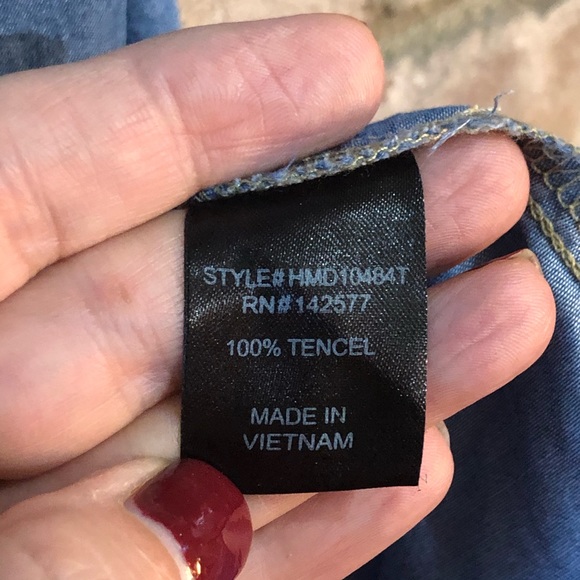 STYLE# HMD10484T
RN# 142577
100% TENCEL
MADE IN
VIETNAM